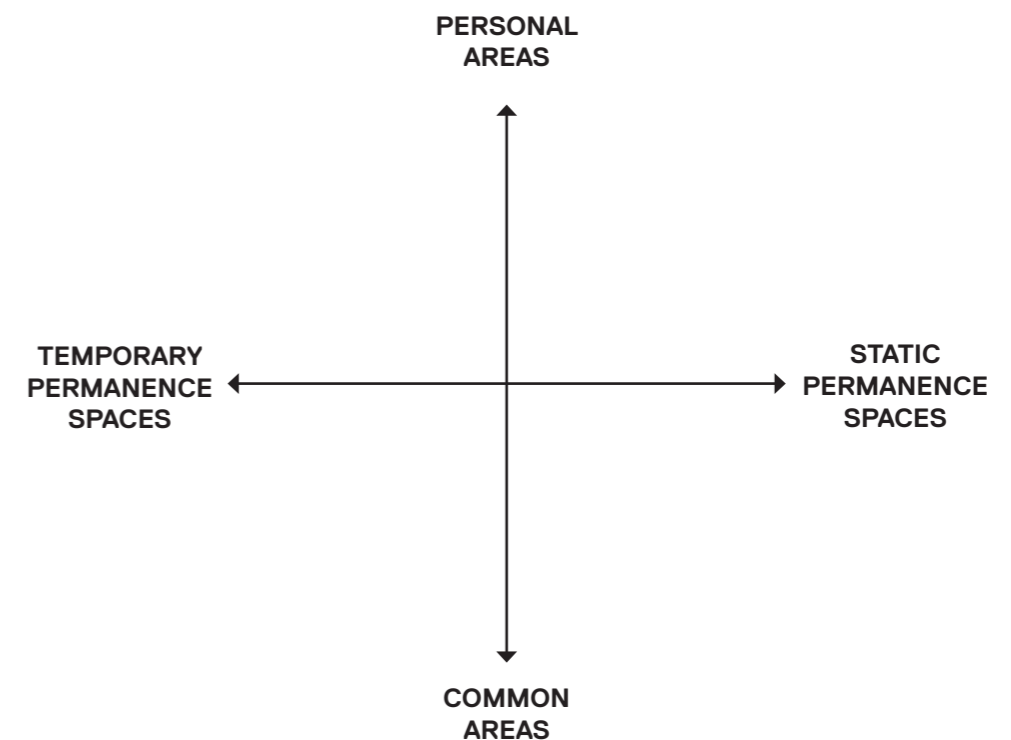 PERSONAL
AREAS
TEMPORARY
PERMANENCE
SPACES
STATIC
PERMANENCE
SPACES
COMMON
AREAS